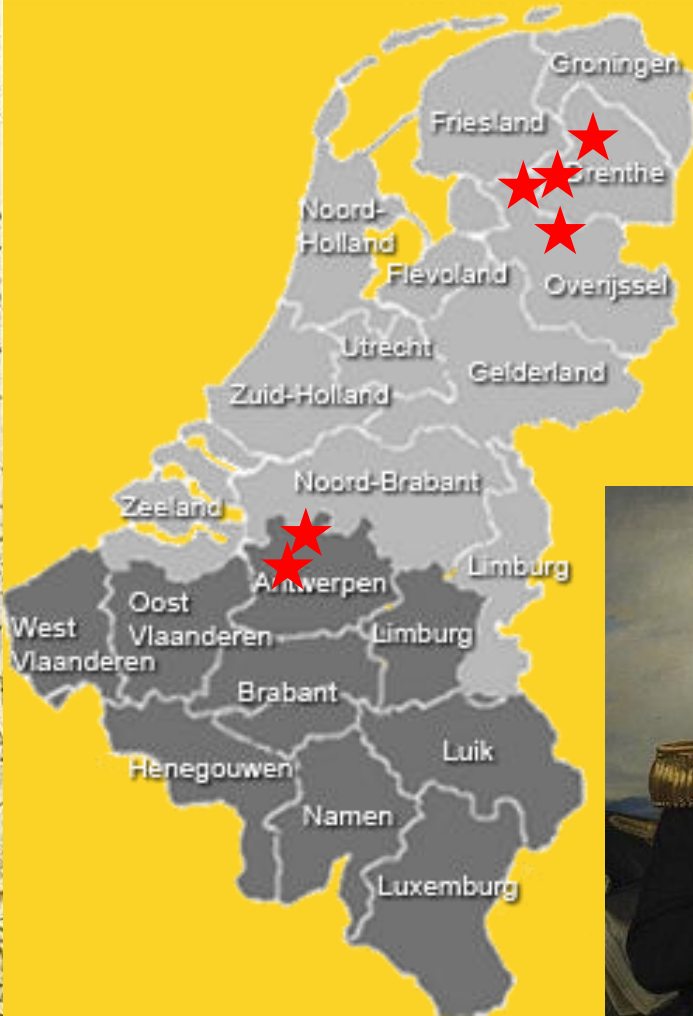 Groningen
Friesland
Drenthe
Noord-
Holland
Flevoland
Overijssel
Utrecht
Gelderland
Zuid-Holland
Noord-Brabant
Zeeland
Limburg
Antwerpen
Oost
Vlaanderen
West
Vlaanderen
Limburg
Brabant
Luik
Henegouwen
Namen
Luxemburg